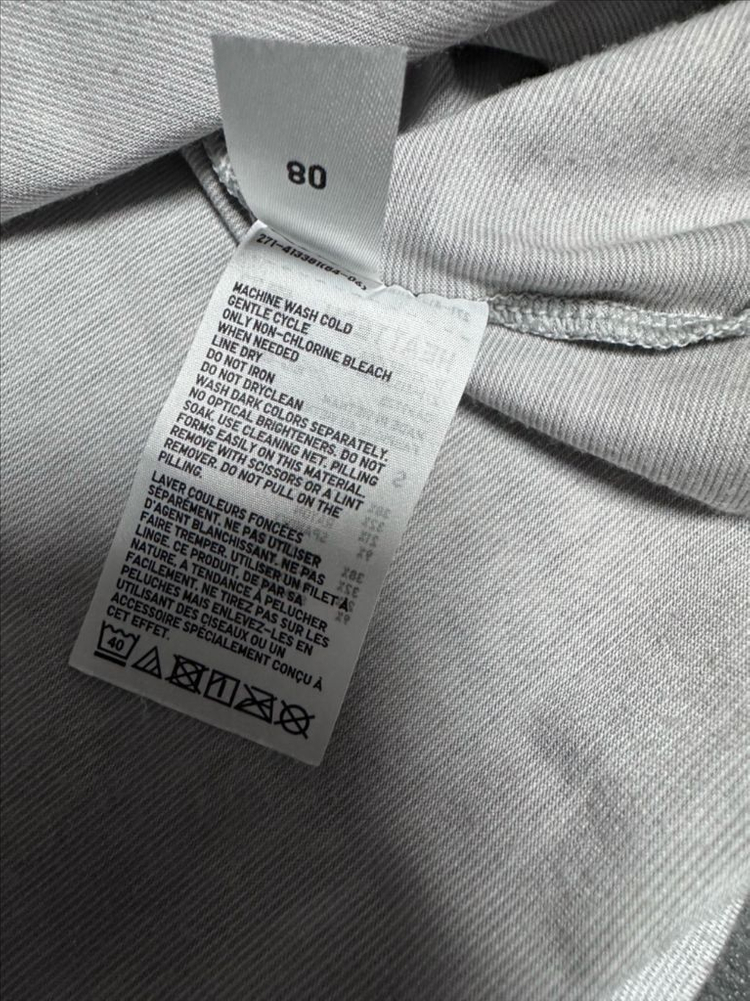 80
271-413381(84-04)
MACHINE WASH COLD
GENTLE CYCLE
ONLY NON-CHLORINE BLEACH
WHEN NEEDED
LINE DRY
DO NOT IRON
DO NOT DRYCLEAN
WASH DARK COLORS SEPARATELY.
NO OPTICAL BRIGHTENERS. DO NOT
SOAK. USE CLEANING NET. PILLING
FORMS EASILY ON THIS MATERIAL.
REMOVE WITH SCISSORS OR A LINT
REMOVER. DO NOT PULL ON THE
PILLING.
LAVER COULEURS FONCÉES
SÉPARÉMENT. NE PAS UTILISER
D'AGENT BLANCHISSANT. NE PAS
FAIRE TREMPER. UTILISER UN FILET À
LINGE. CE PRODUIT, DE PAR SA
NATURE, A TENDANCE À PELUCHER
FACILEMENT. NE TIREZ PAS SUR LES
PELUCHES MAIS ENLEVEZ-LES EN
UTILISANT DES CISEAUX OU UN
ACCESSOIRE SPÉCIALEMENT CONÇU À
CET EFFET.
40